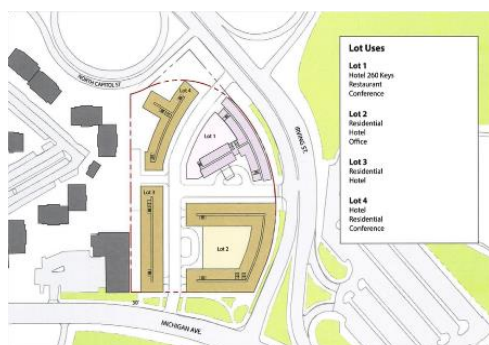 Lot Uses
Lot 1
Hotel 260 Keys
Restaurant
Conference
Lot 2
Residential
Hotel
Office
Lot 3
Residential
Hotel
Lot 4
Hotel
Residential
Conference
NORTH CAPITOL ST
Lot 4
Lot 1
IRVING ST.
Lot 3
Lot 2
50'
MICHIGAN AVE.